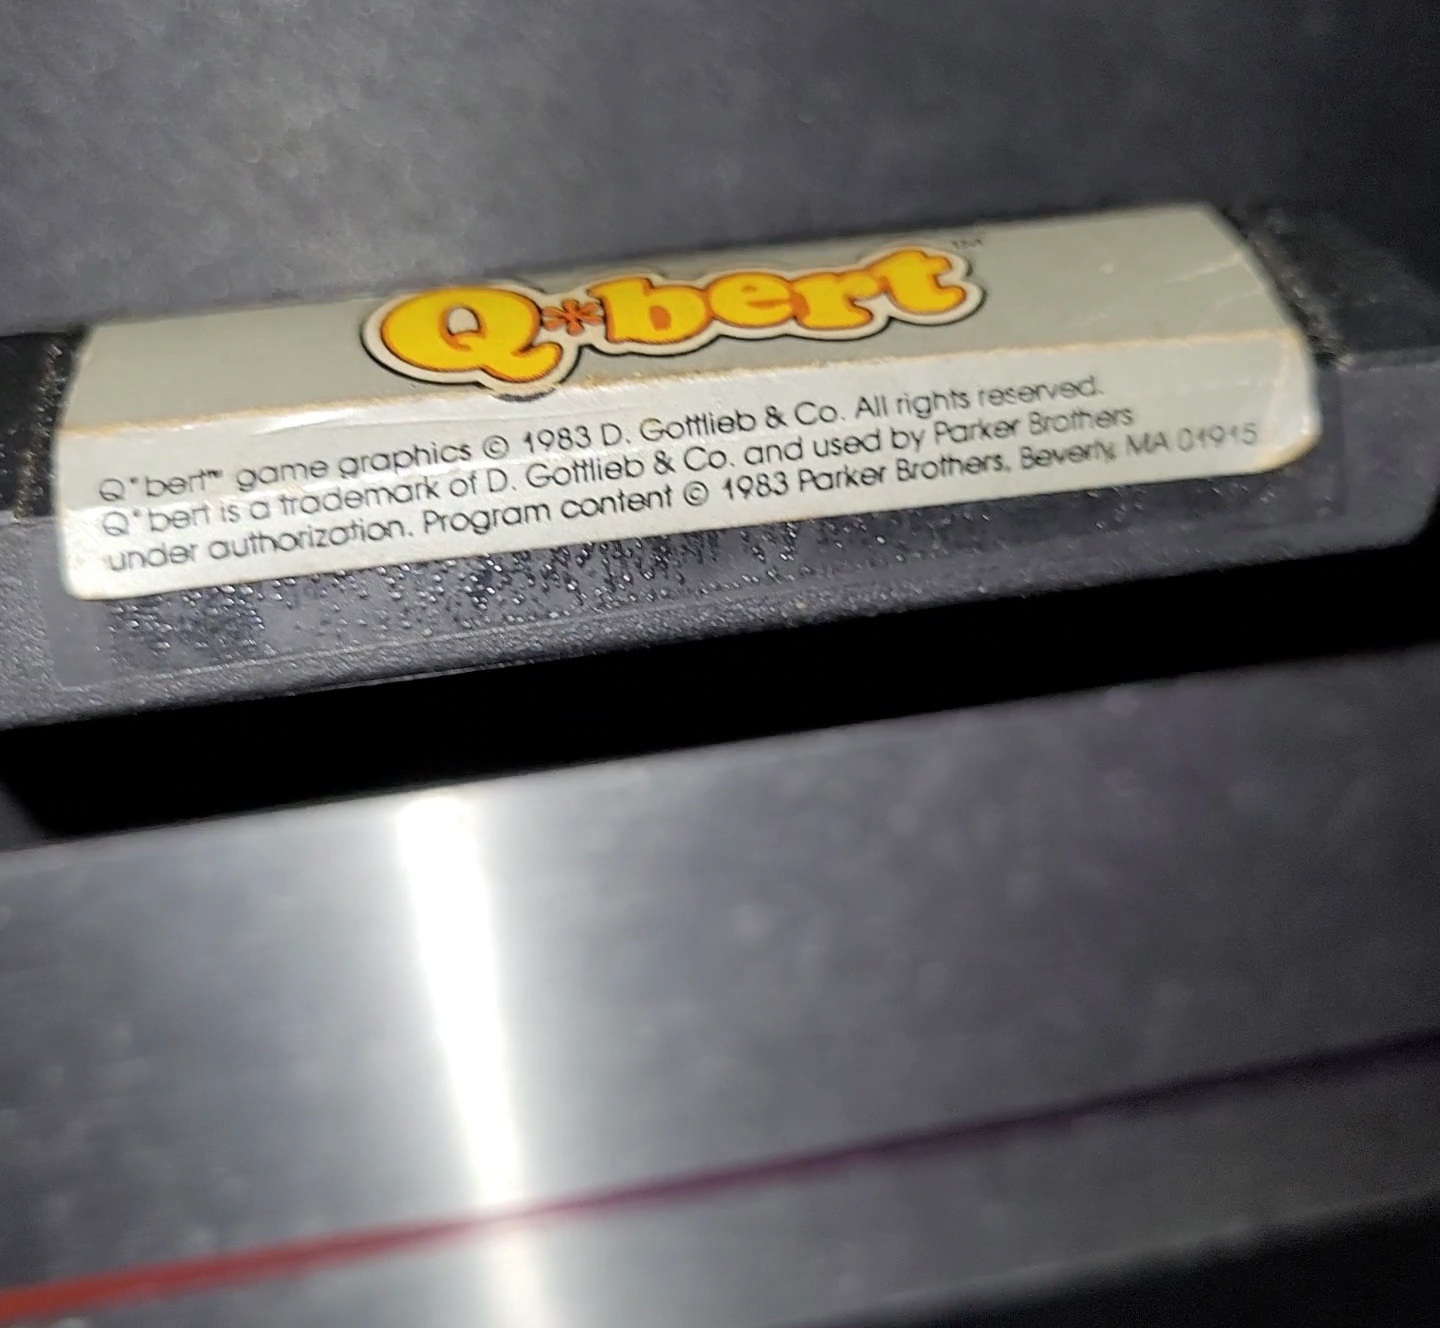 Q*bert™
Q*bert™ game graphics © 1983 D. Gottlieb & Co. All rights reserved.
Q*bert is a trademark of D. Gottlieb & Co. and used by Parker Brothers
under authorization. Program content © 1983 Parker Brothers, Beverly, MA 01915